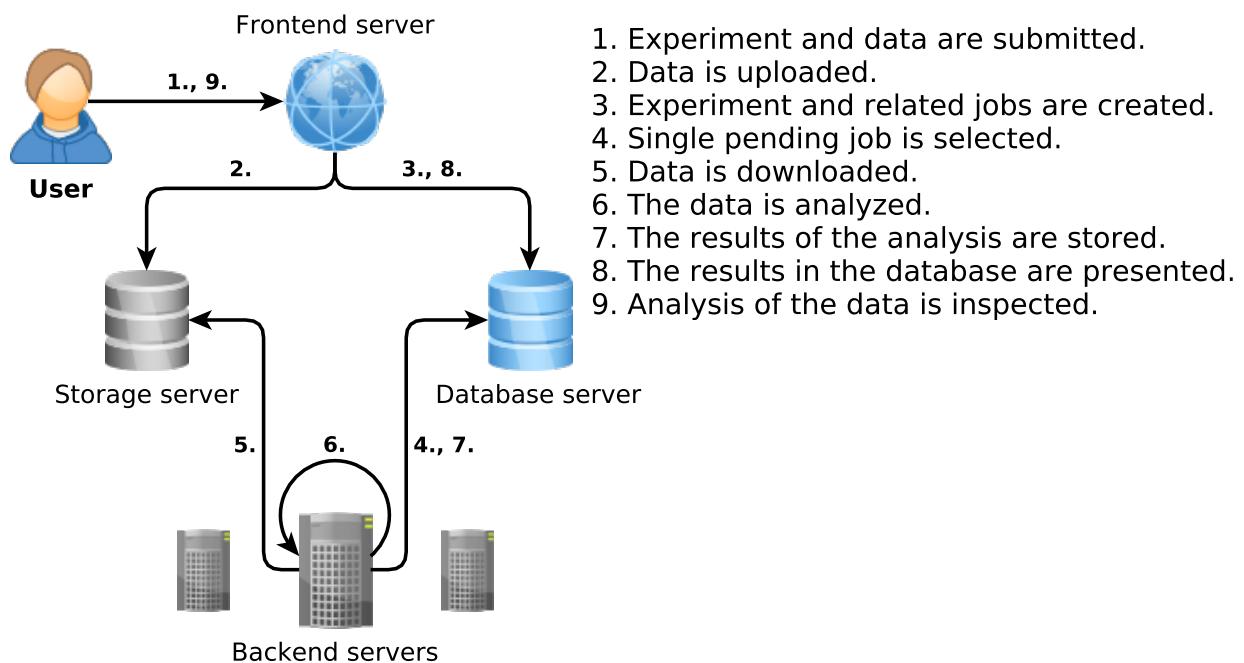 Frontend server
1., 9.
User
2.
3., 8.
Storage server
Database server
5.
6.
4., 7.
Backend servers
1. Experiment and data are submitted.
2. Data is uploaded.
3. Experiment and related jobs are created.
4. Single pending job is selected.
5. Data is downloaded.
6. The data is analyzed.
7. The results of the analysis are stored.
8. The results in the database are presented.
9. Analysis of the data is inspected.